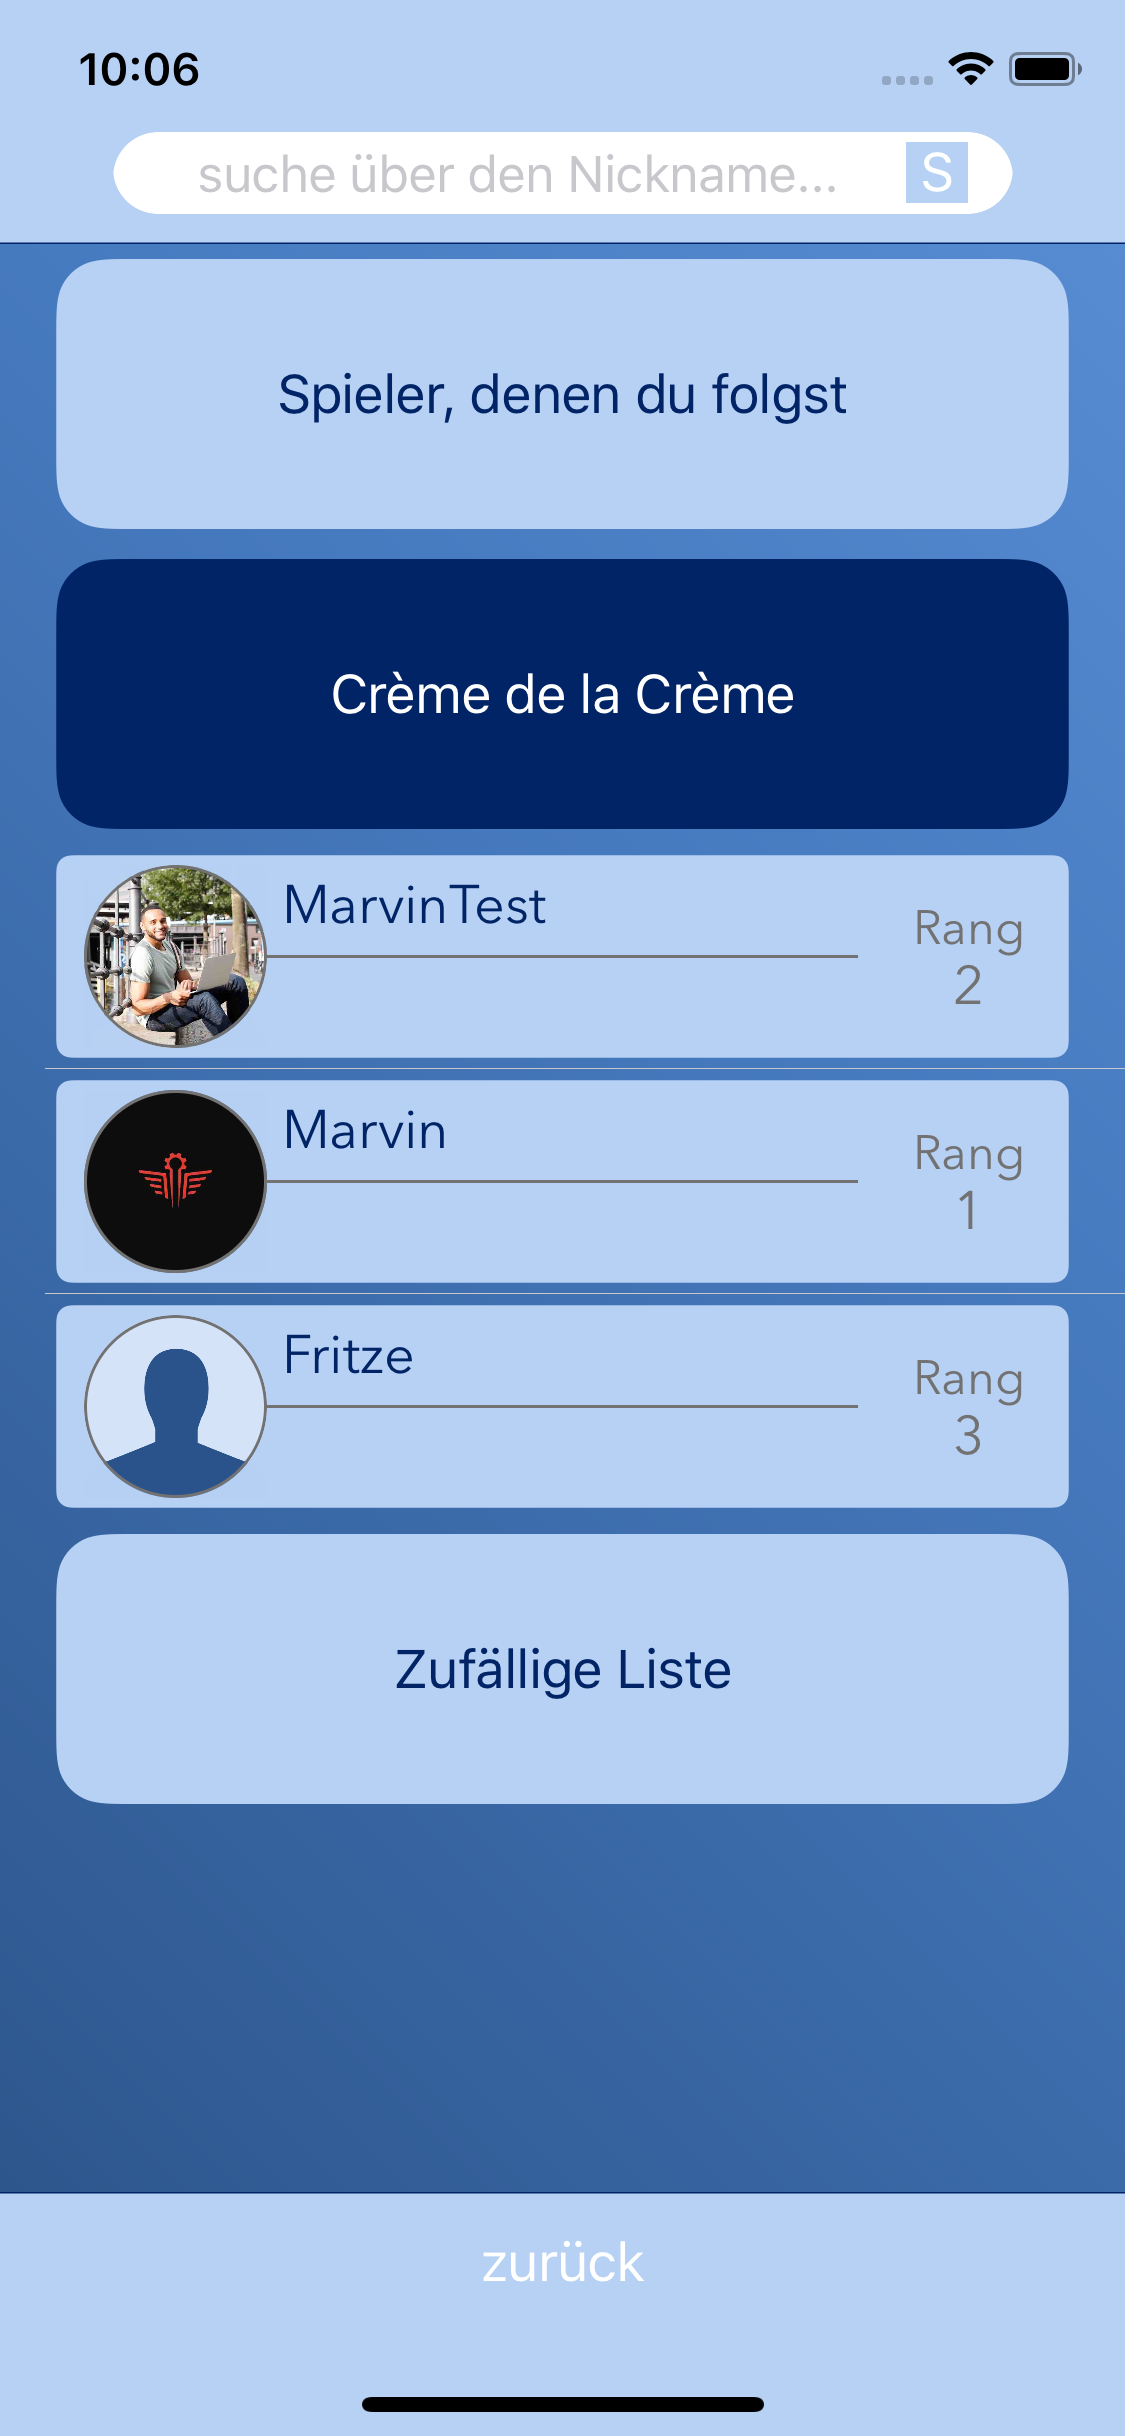 10:06
suche über den Nickname... S
Spieler, denen du folgst
Crème de la Crème
MarvinTest
Rang
2
Marvin
Rang
1
Fritze
Rang
3
Zufällige Liste
zurück